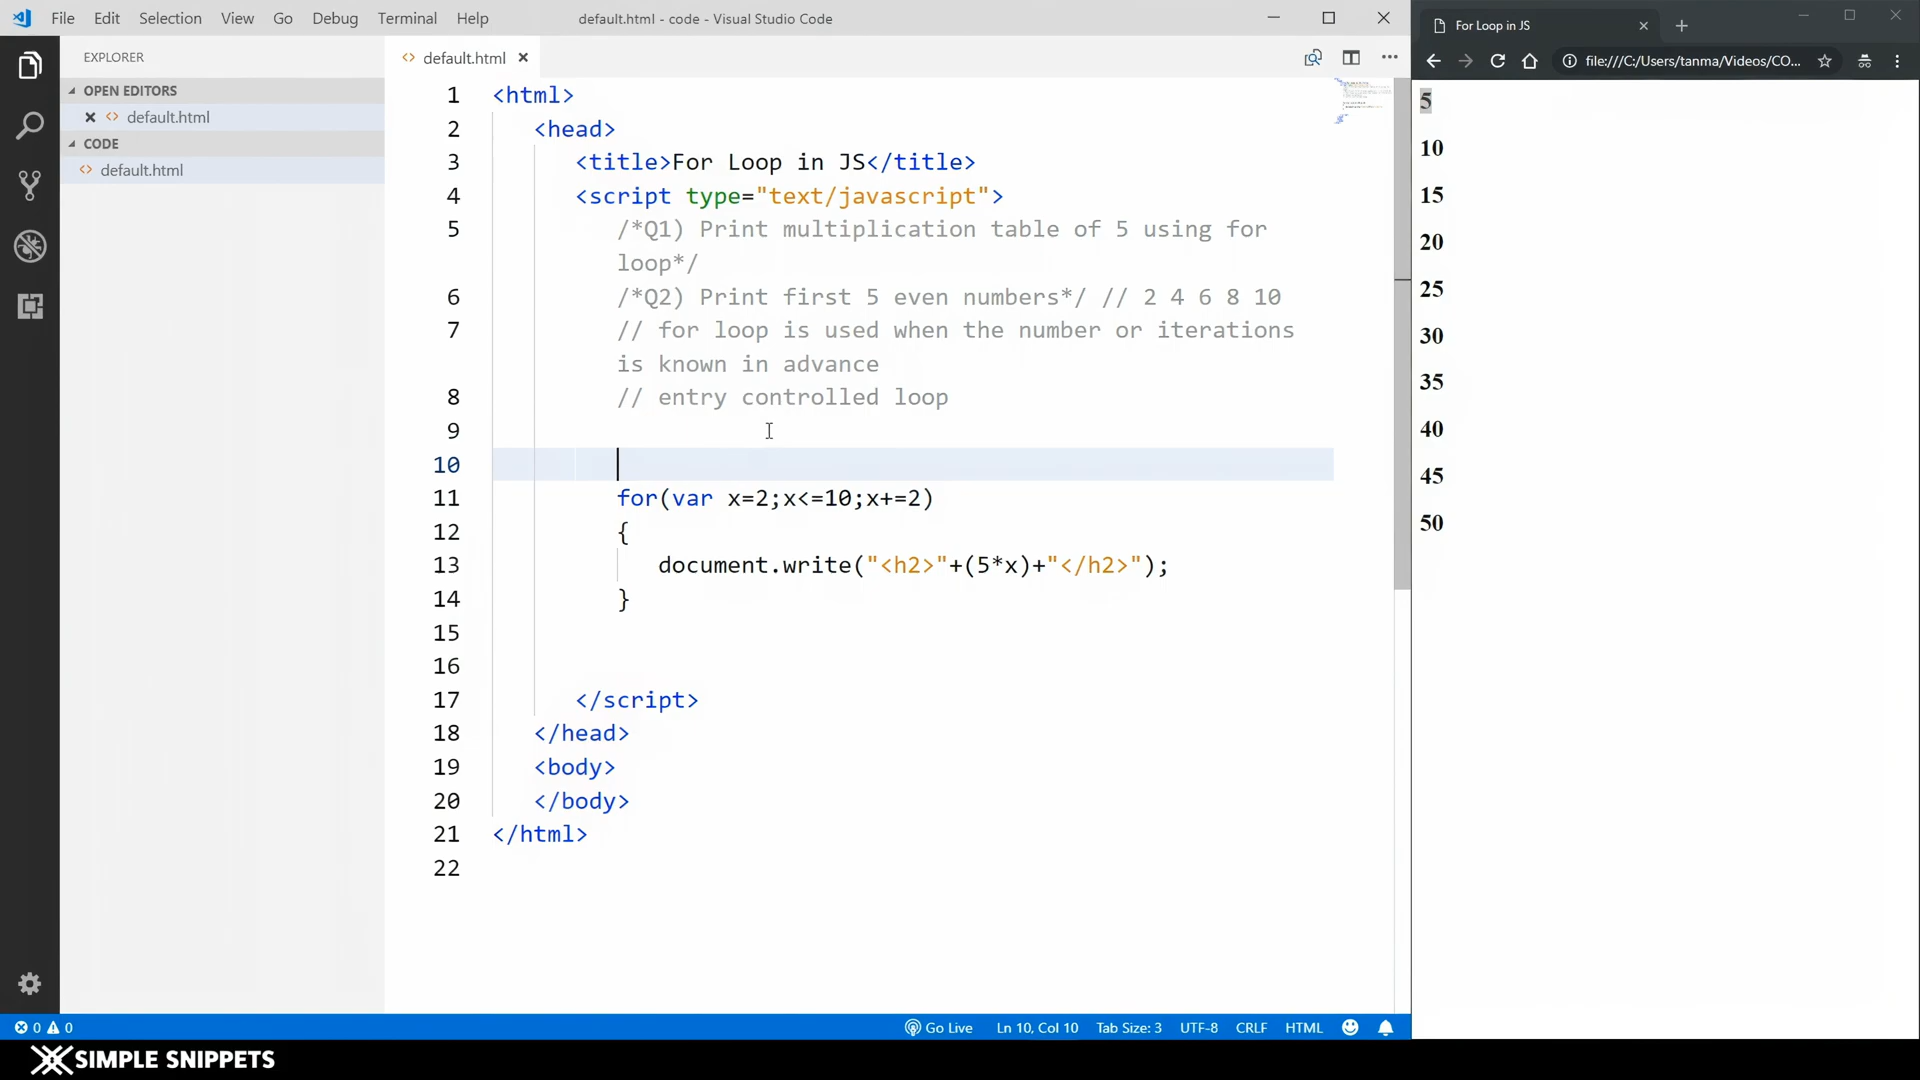 File Edit Selection View Go Debug Terminal Help
default.html - code - Visual Studio Code
EXPLORER
OPEN EDITORS
default.html
CODE
default.html
default.html
1 <html>
2 <head>
3 <title>For Loop in JS</title>
4 <script type="text/javascript">
5 /*Q1) Print multiplication table of 5 using for
loop*/
6 /*Q2) Print first 5 even numbers*/ // 2 4 6 8 10
7 // for loop is used when the number or iterations
is known in advance
8 // entry controlled loop
9
10
11 for(var x=2;x<=10;x+=2)
12 {
13 document.write("<h2>"+(5*x)+"</h2>");
14 }
15
16
17 </script>
18 </head>
19 <body>
20 </body>
21 </html>
22
0 0
Go Live Ln 10, Col 10 Tab Size: 3 UTF-8 CRLF HTML
For Loop in JS
file:///C:/Users/tanma/Videos/CO...
5
10
15
20
25
30
35
40
45
50
SIMPLE SNIPPETS